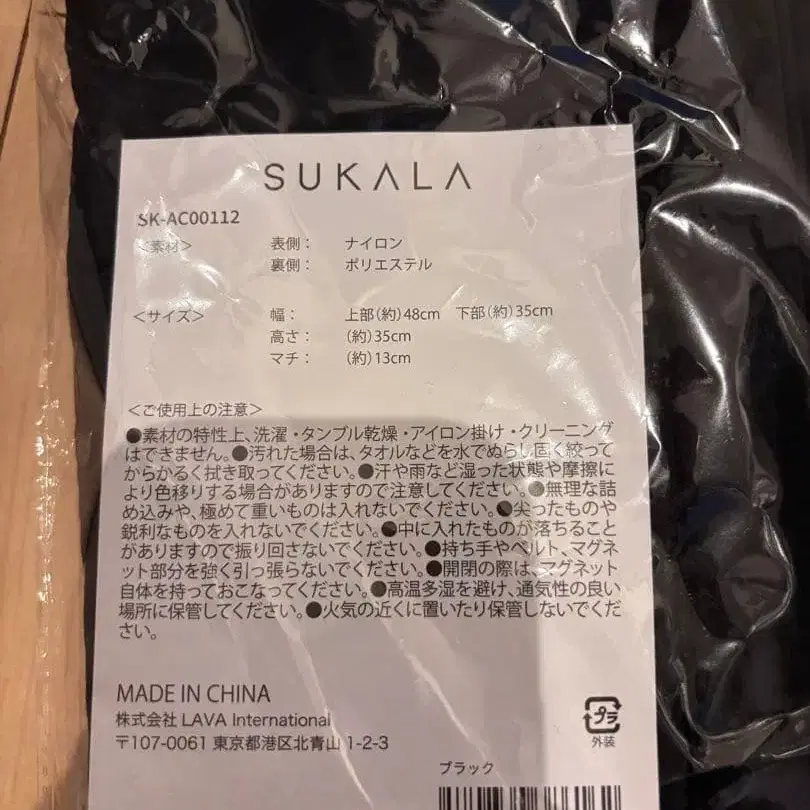 SUKALA
SK-AC00112
＜素材＞ 表側： ナイロン
裏側： ポリエステル
＜サイズ＞ 幅： 上部(約)48cm 下部(約)35cm
高さ： (約)35cm
マチ： (約)13cm
＜ご使用上の注意＞
●素材の特性上、洗濯・タンブル乾燥・アイロン掛け・クリーニング
はできません。●汚れた場合は、タオルなどを水でぬらし固く絞って
からかるく拭き取ってください。●汗や雨など湿った状態や摩擦に
より色移りする場合がありますので注意してください。●無理な詰
め込みや、極めて重いものは入れないでください。●尖ったものや
鋭利なものを入れないでください。●中に入れたものが落ちること
がありますので振り回さないでください。●持ち手やベルト、マグネ
ット部分を強く引っ張らないでください。●開閉の際は、マグネット
自体を持っておこなってください。●高温多湿を避け、通気性の良い
場所に保管してください。●火気の近くに置いたり保管しないでくだ
さい。
MADE IN CHINA
株式会社 LAVA International
〒107-0061 東京都港区北青山 1-2-3
プラ
外装
ブラック